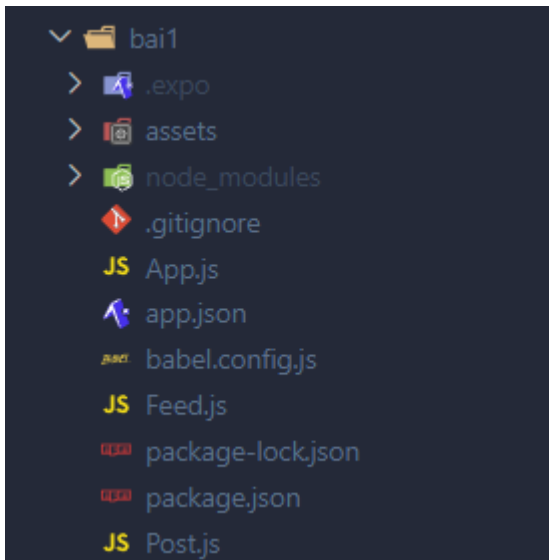 bai1
.expo
assets
node_modules
.gitignore
JS App.js
app.json
babel.config.js
JS Feed.js
package-lock.json
package.json
JS Post.js